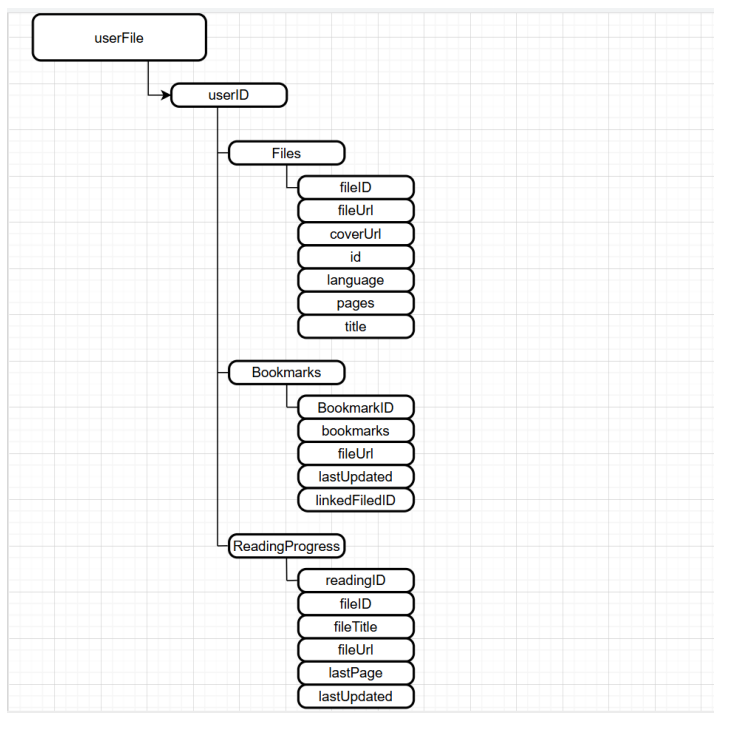 userFile
userID
Files
fileID
fileUrl
coverUrl
id
language
pages
title
Bookmarks
BookmarkID
bookmarks
fileUrl
lastUpdated
linkedFiledID
ReadingProgress
readingID
fileID
fileTitle
fileUrl
lastPage
lastUpdated